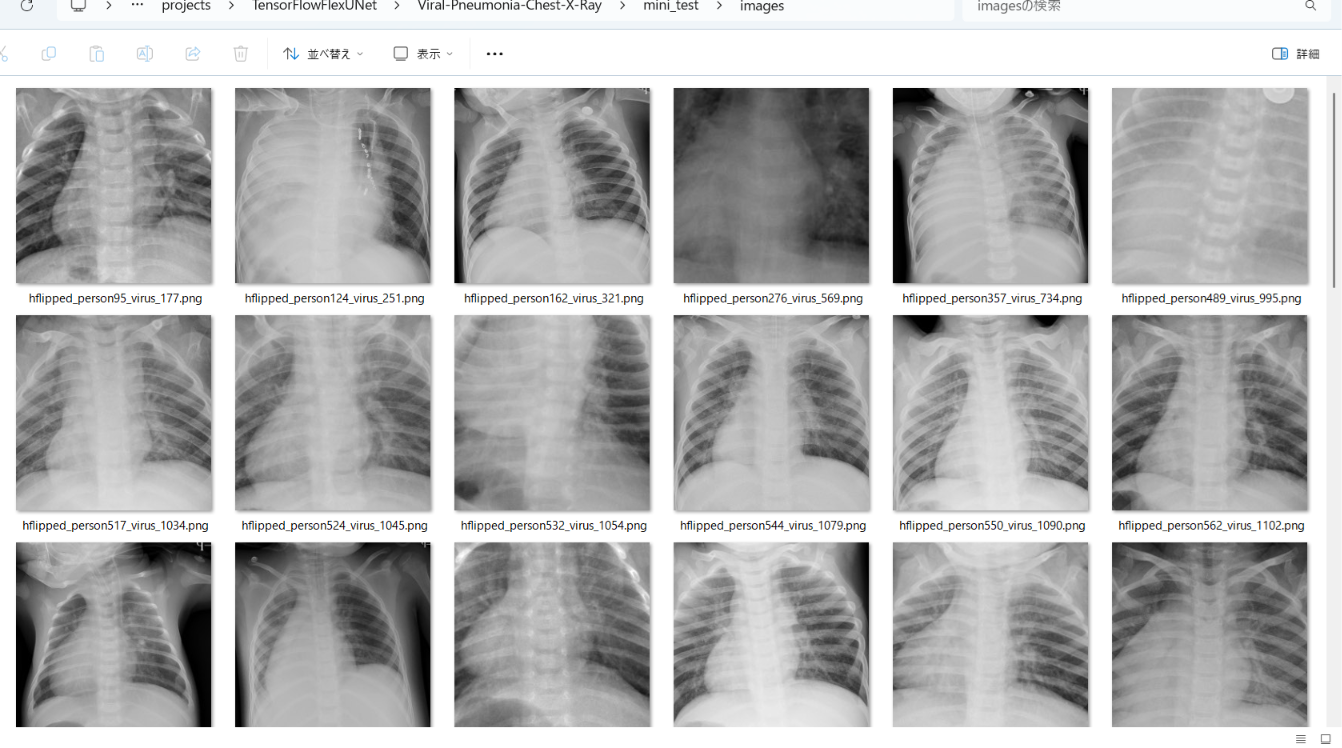 projects > TensorFlowFlexUNet > Viral-Pneumonia-Chest-X-Ray > mini_test > images
imagesの検索
並べ替え 表示 詳細
hflipped_person95_virus_177.png hflipped_person124_virus_251.png hflipped_person162_virus_321.png hflipped_person276_virus_569.png hflipped_person357_virus_734.png hflipped_person489_virus_995.png
hflipped_person517_virus_1034.png hflipped_person524_virus_1045.png hflipped_person532_virus_1054.png hflipped_person544_virus_1079.png hflipped_person550_virus_1090.png hflipped_person562_virus_1102.png